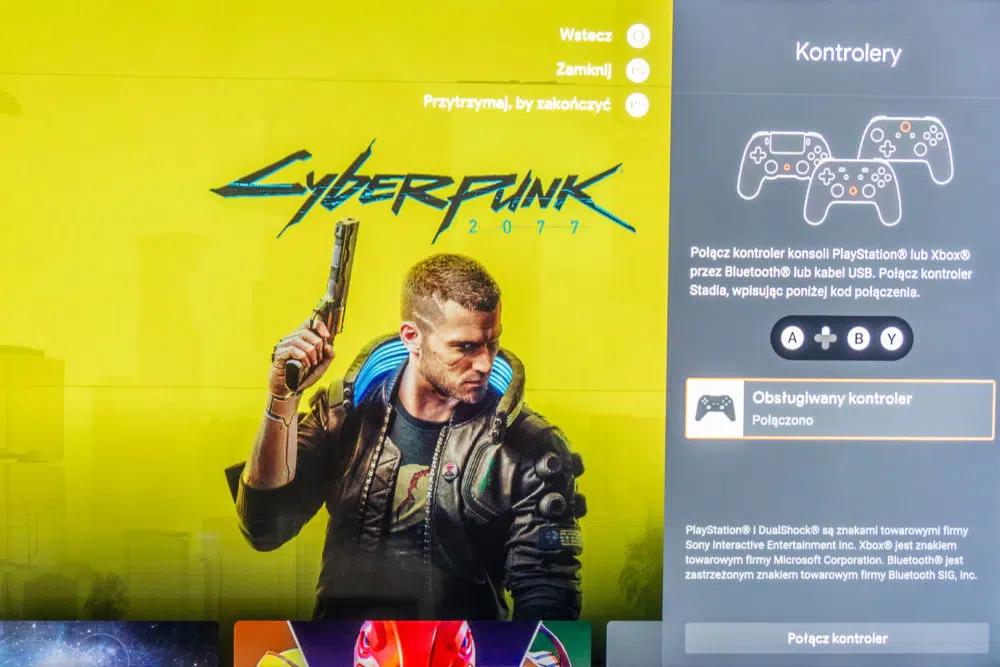 Wstecz
Zamknij
Przytrzymaj, by zakończyć
CYBERPUNK
2077
Kontrolery
Połącz kontroler konsoli PlayStation® lub Xbox®
przez Bluetooth® lub kabel USB. Połącz kontroler
Stadia, wpisując poniżej kod połączenia.
A B Y
Obsługiwany kontroler
Połączono
PlayStation® i DualShock® są znakami towarowymi firmy
Sony Interactive Entertainment Inc. Xbox® jest znakiem
towarowym firmy Microsoft Corporation. Bluetooth® jest
zastrzeżonym znakiem towarowym firmy Bluetooth SIG, Inc.
Połącz kontroler